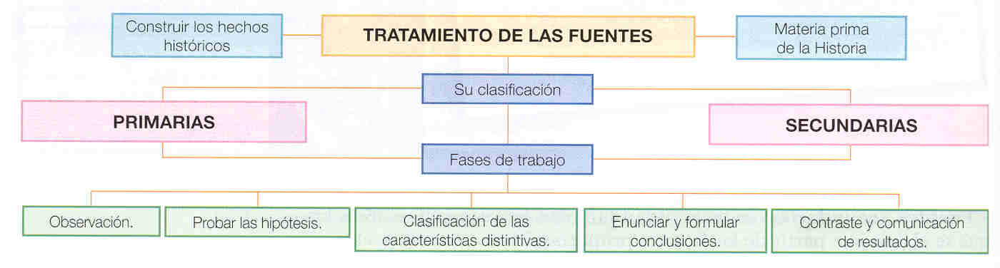 Construir los hechos
históricos
TRATAMIENTO DE LAS FUENTES
Materia prima
de la Historia
Su clasificación
PRIMARIAS
SECUNDARIAS
Fases de trabajo
Observación.
Probar las hipótesis.
Clasificación de las
características distintivas.
Enunciar y formular
conclusiones.
Contraste y comunicación
de resultados.